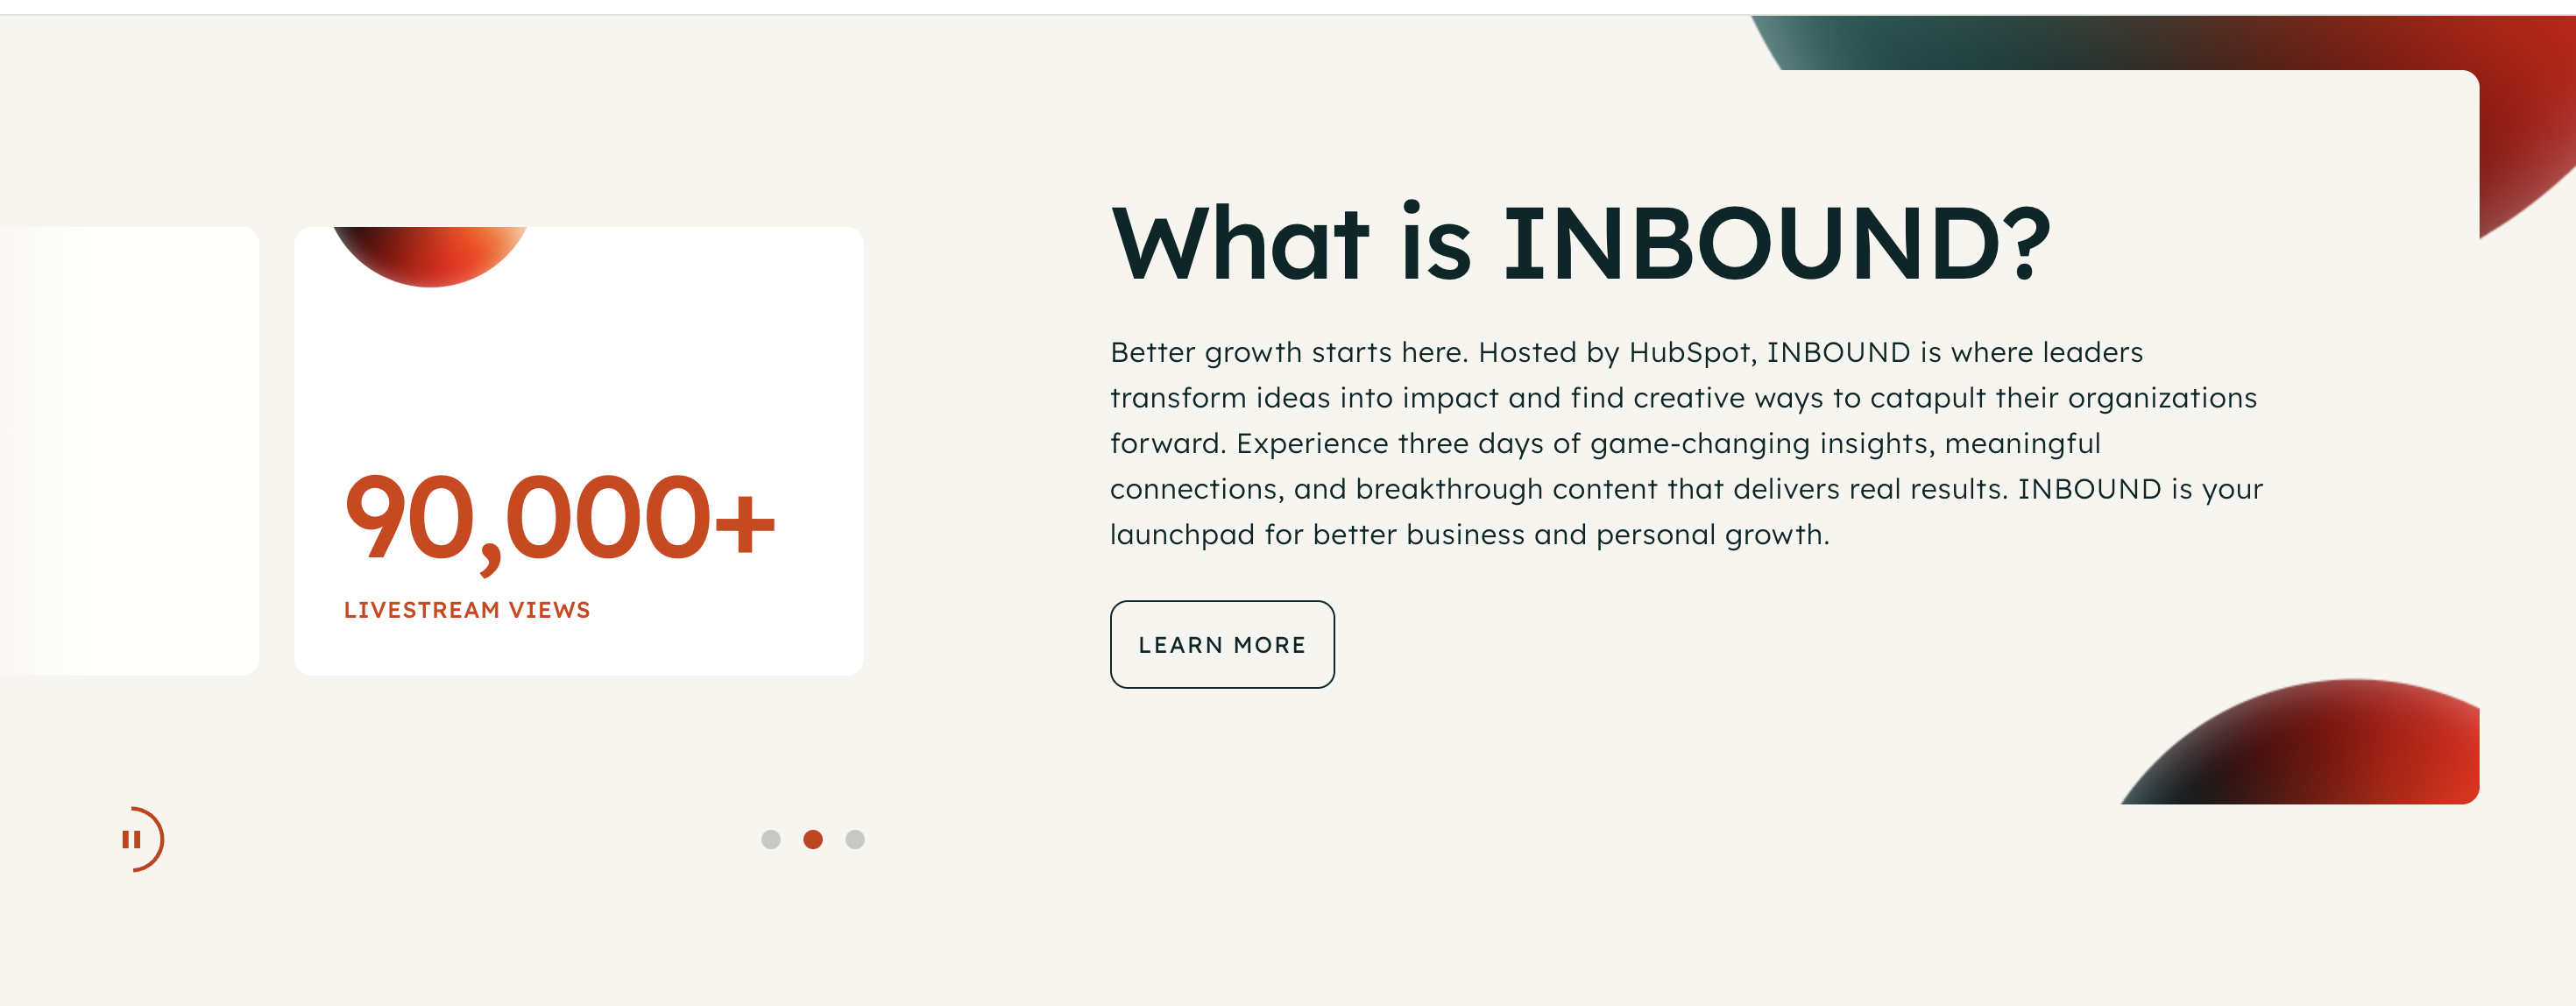 What is INBOUND?
Better growth starts here. Hosted by HubSpot, INBOUND is where leaders
transform ideas into impact and find creative ways to catapult their organizations
forward. Experience three days of game-changing insights, meaningful
connections, and breakthrough content that delivers real results. INBOUND is your
launchpad for better business and personal growth.
LEARN MORE
90,000+
LIVESTREAM VIEWS